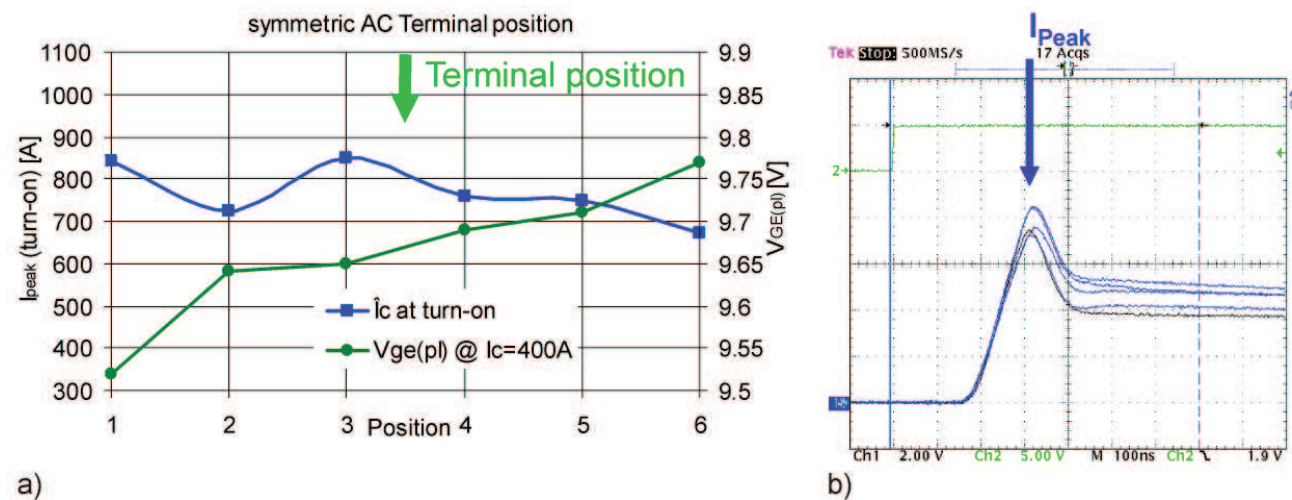 a)
symmetric AC Terminal position
Terminal position
Ipeak (turn-on) [A]
1100
1000
900
800
700
600
500
400
300
9.9
9.85
9.8
9.75
9.7
9.65
9.6
9.55
9.5
VGE(pl) [V]
Îc at turn-on
Vge(pl) @ Ic=400A
1 2 3 4 5 6
Position
a)
b)
IPeak
Tek Stop: 500MS/s 17 Acqs
2
Ch1 2.00 V Ch2 5.00 V M 100ns Ch2 1.9 V
b)